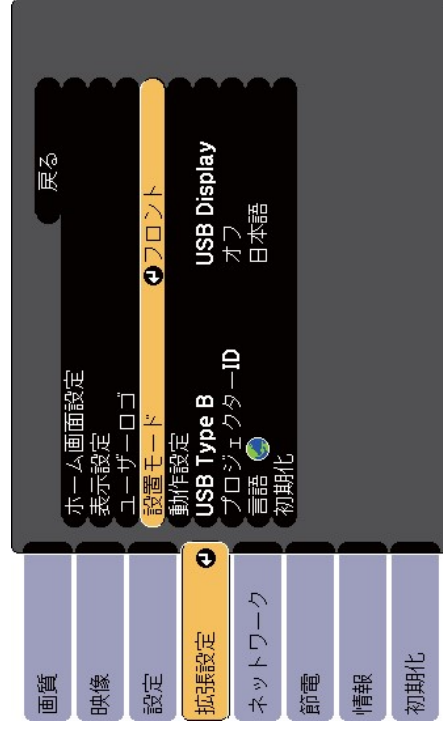 画質
映像
設定
拡張設定
ネットワーク
節電
情報
初期化
戻る
ホーム画面設定
表示設定
ユーザーロゴ
設置モード フロント
動作設定
USB Type B USB Display
プロジェクターID オフ
言語 日本語
初期化